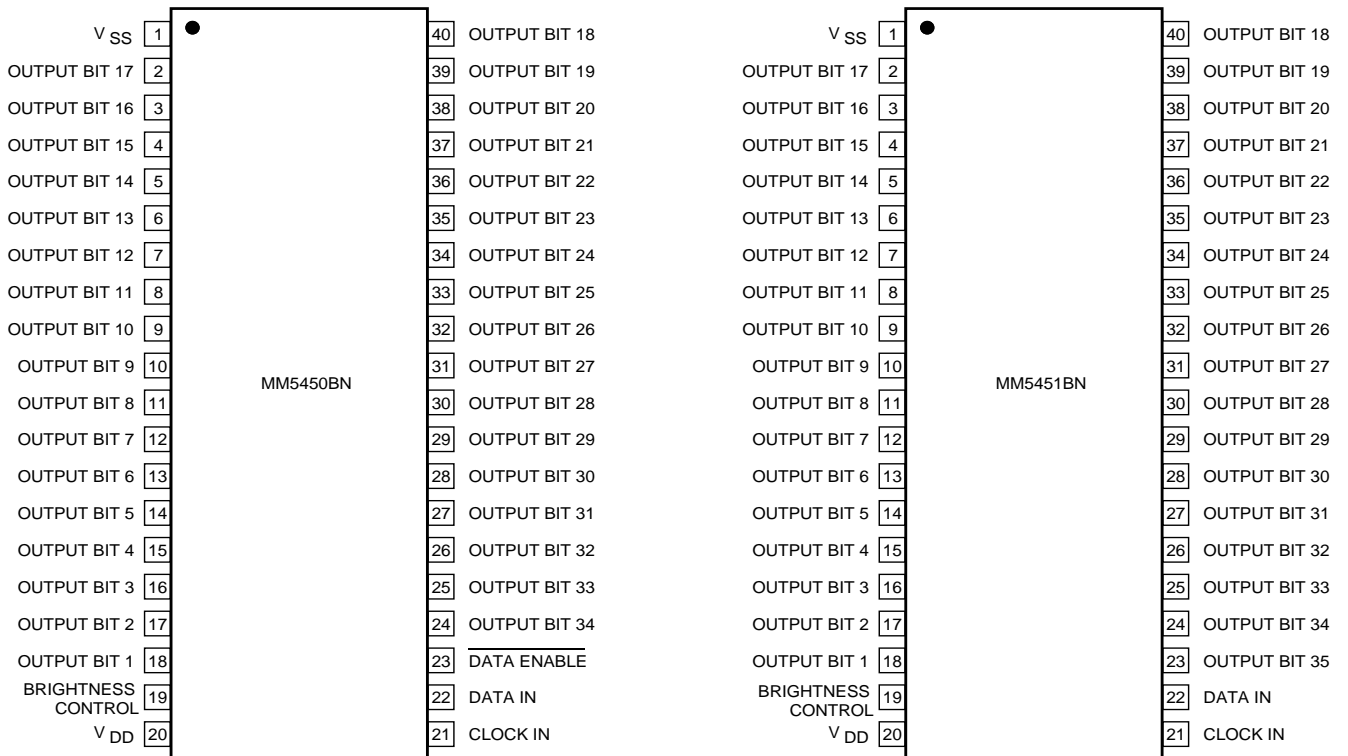 V SS 1
OUTPUT BIT 17 2
OUTPUT BIT 16 3
OUTPUT BIT 15 4
OUTPUT BIT 14 5
OUTPUT BIT 13 6
OUTPUT BIT 12 7
OUTPUT BIT 11 8
OUTPUT BIT 10 9
OUTPUT BIT 9 10
OUTPUT BIT 8 11
OUTPUT BIT 7 12
OUTPUT BIT 6 13
OUTPUT BIT 5 14
OUTPUT BIT 4 15
OUTPUT BIT 3 16
OUTPUT BIT 2 17
OUTPUT BIT 1 18
BRIGHTNESS
CONTROL 19
V DD 20
MM5450BN
40 OUTPUT BIT 18
39 OUTPUT BIT 19
38 OUTPUT BIT 20
37 OUTPUT BIT 21
36 OUTPUT BIT 22
35 OUTPUT BIT 23
34 OUTPUT BIT 24
33 OUTPUT BIT 25
32 OUTPUT BIT 26
31 OUTPUT BIT 27
30 OUTPUT BIT 28
29 OUTPUT BIT 29
28 OUTPUT BIT 30
27 OUTPUT BIT 31
26 OUTPUT BIT 32
25 OUTPUT BIT 33
24 OUTPUT BIT 34
23 DATA ENABLE
22 DATA IN
21 CLOCK IN
V SS 1
OUTPUT BIT 17 2
OUTPUT BIT 16 3
OUTPUT BIT 15 4
OUTPUT BIT 14 5
OUTPUT BIT 13 6
OUTPUT BIT 12 7
OUTPUT BIT 11 8
OUTPUT BIT 10 9
OUTPUT BIT 9 10
OUTPUT BIT 8 11
OUTPUT BIT 7 12
OUTPUT BIT 6 13
OUTPUT BIT 5 14
OUTPUT BIT 4 15
OUTPUT BIT 3 16
OUTPUT BIT 2 17
OUTPUT BIT 1 18
BRIGHTNESS
CONTROL 19
V DD 20
MM5451BN
40 OUTPUT BIT 18
39 OUTPUT BIT 19
38 OUTPUT BIT 20
37 OUTPUT BIT 21
36 OUTPUT BIT 22
35 OUTPUT BIT 23
34 OUTPUT BIT 24
33 OUTPUT BIT 25
32 OUTPUT BIT 26
31 OUTPUT BIT 27
30 OUTPUT BIT 28
29 OUTPUT BIT 29
28 OUTPUT BIT 30
27 OUTPUT BIT 31
26 OUTPUT BIT 32
25 OUTPUT BIT 33
24 OUTPUT BIT 34
23 OUTPUT BIT 35
22 DATA IN
21 CLOCK IN